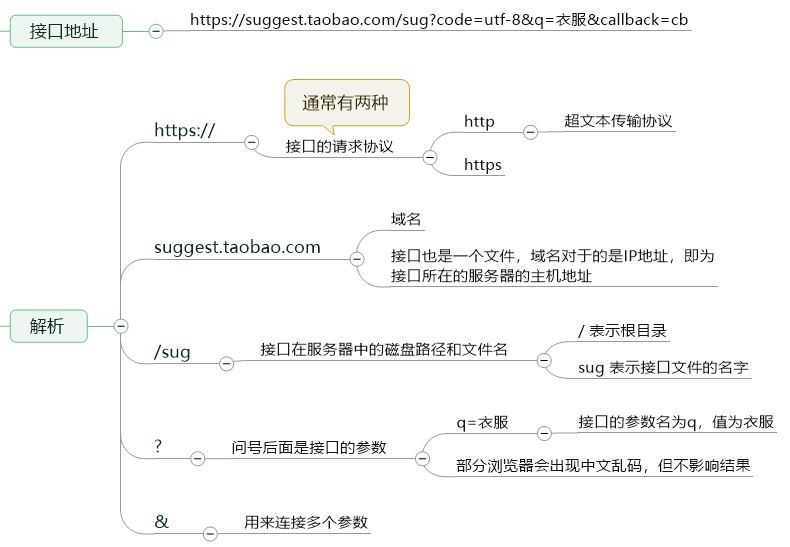 接口地址
https://suggest.taobao.com/sug?code=utf-8&q=衣服&callback=cb
解析
https://
通常有两种
接口的请求协议
http
超文本传输协议
https
suggest.taobao.com
域名
接口也是一个文件，域名对于的是IP地址，即为
接口所在的服务器的主机地址
/sug
接口在服务器中的磁盘路径和文件名
/ 表示根目录
sug 表示接口文件的名字
?
问号后面是接口的参数
q=衣服
接口的参数名为q，值为衣服
部分浏览器会出现中文乱码，但不影响结果
&
用来连接多个参数